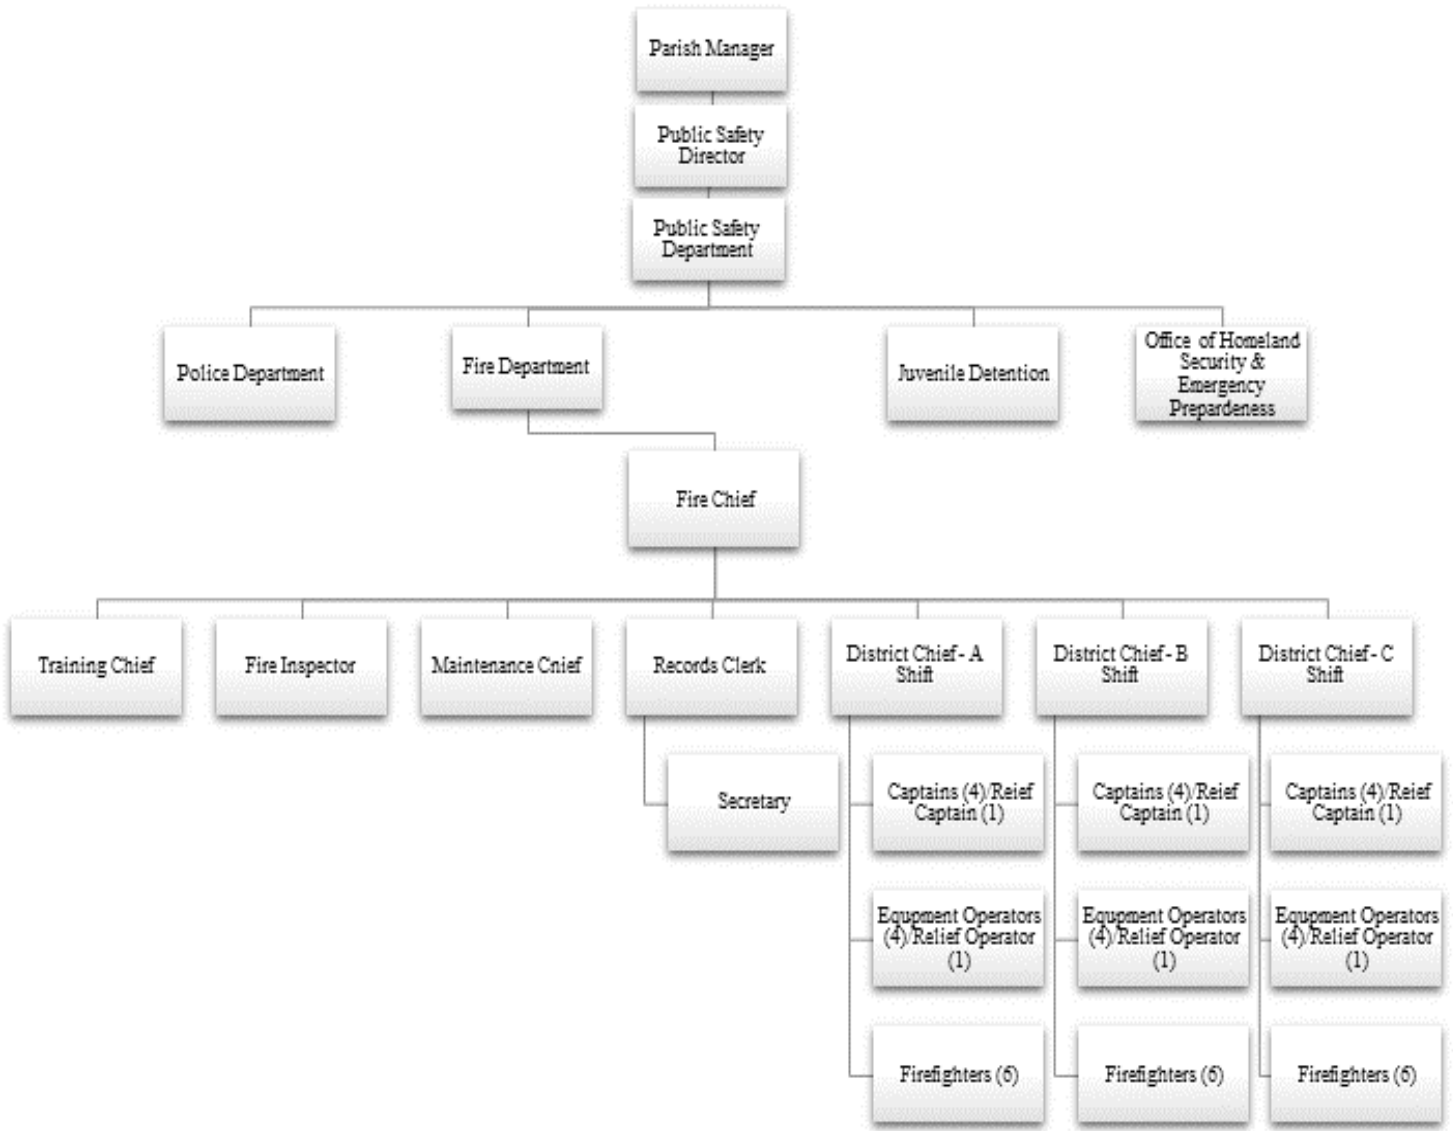 Parish Manager
Public Safety
Director
Public Safety
Department
Police Department
Fire Department
Juvenile Detention
Office of Homeland
Security &
Emergency
Prepardeness
Fire Chief
Training Chief
Fire Inspector
Maintenance Cnief
Records Clerk
District Chief - A
Shift
District Chief - B
Shift
District Chief - C
Shift
Secretary
Captains (4)/Reief
Captain (1)
Captains (4)/Reief
Captain (1)
Captains (4)/Reief
Captain (1)
Equpment Operators
(4)/Relief Operator
(1)
Equpment Operators
(4)/Relief Operator
(1)
Equpment Operators
(4)/Relief Operator
(1)
Firefighters (6)
Firefighters (6)
Firefighters (6)